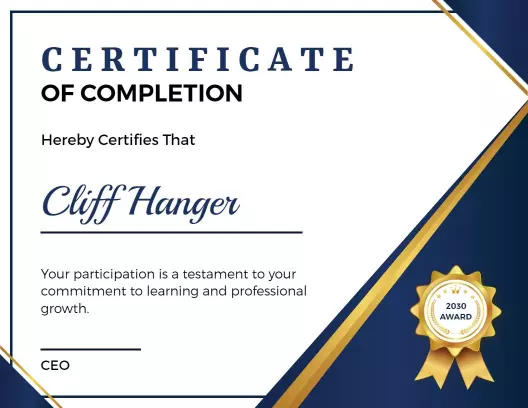 CERTIFICATE
OF COMPLETION
Hereby Certifies That
Cliff Hanger
Your participation is a testament to your
commitment to learning and professional
growth.
CEO
2030
AWARD